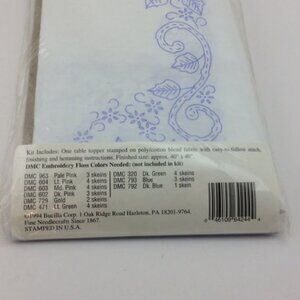 Kit Includes: One table topper stamped on poly/cotton blend fabric with easy-to-follow stitch,
finishing and hemming instructions. Finished size: approx. 40" x 40".
DMC Embroidery Floss Colors Needed: (not included in kit)
DMC 963 Pale Pink 3 skeins DMC 320 Dk. Green 4 skeins
DMC 604 Lt. Pink 4 skeins DMC 793 Blue 3 skeins
DMC 603 Md. Pink 4 skeins DMC 792 Dk. Blue 1 skein
DMC 602 Dk. Pink 3 skeins
DMC 729 Gold 2 skeins
DMC 471 Lt. Green 4 skeins
©1994 Bucilla Corp. 1 Oak Ridge Road Hazleton, PA 18201-9764.
Fine Needlecrafts Since 1867.
STAMPED IN U.S.A.